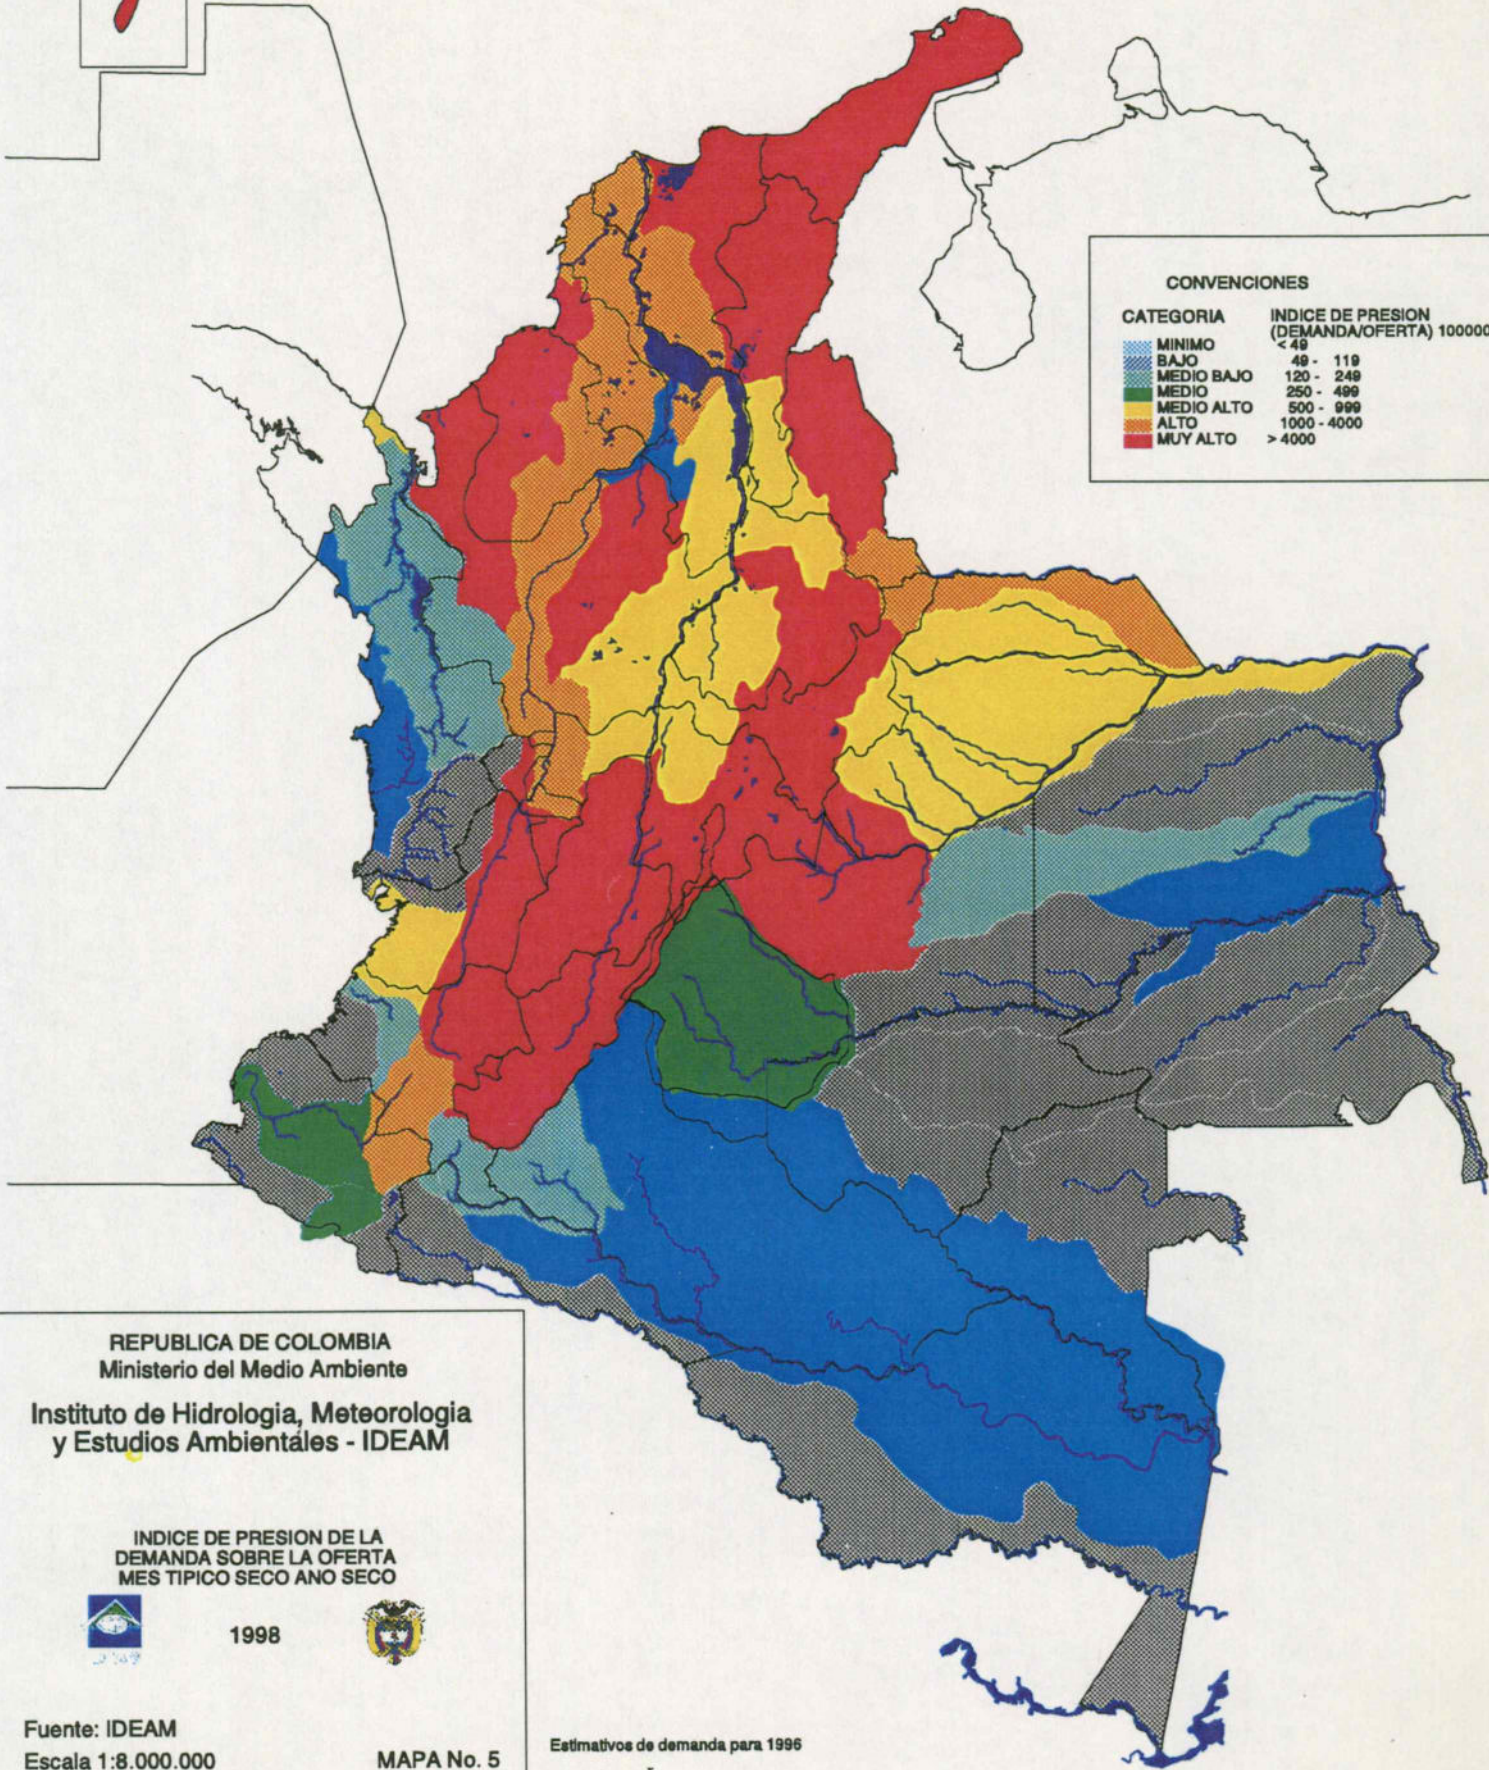 CONVENCIONES
CATEGORIA INDICE DE PRESION
(DEMANDA/OFERTA) 100000
MINIMO < 49
BAJO 49 - 119
MEDIO BAJO 120 - 249
MEDIO 250 - 499
MEDIO ALTO 500 - 999
ALTO 1000 - 4000
MUY ALTO > 4000
REPUBLICA DE COLOMBIA
Ministerio del Medio Ambiente
Instituto de Hidrologia, Meteorologia
y Estudios Ambientáles - IDEAM
INDICE DE PRESION DE LA
DEMANDA SOBRE LA OFERTA
MES TIPICO SECO ANO SECO
1998
Fuente: IDEAM
Escala 1:8.000.000 MAPA No. 5
Estimativos de demanda para 1996